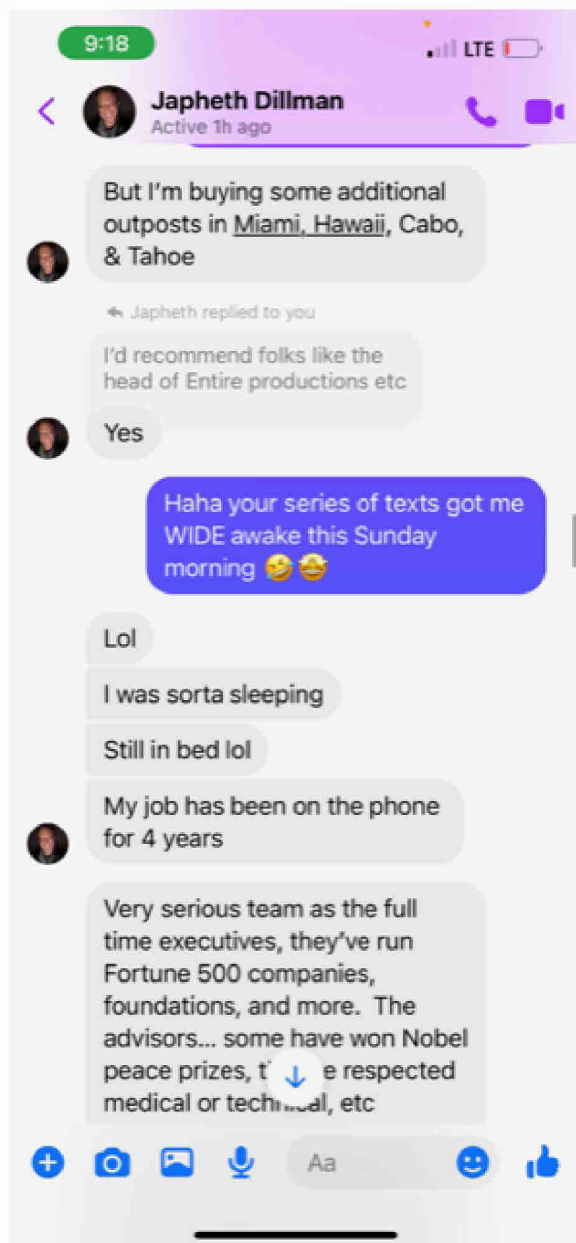 9:18
LTE
Japheth Dillman
Active 1h ago
But I'm buying some additional
outposts in Miami, Hawaii, Cabo,
& Tahoe
Japheth replied to you
I'd recommend folks like the
head of Entire productions etc
Yes
Haha your series of texts got me
WIDE awake this Sunday
morning 🤣🤩
Lol
I was sorta sleeping
Still in bed lol
My job has been on the phone
for 4 years
Very serious team as the full
time executives, they've run
Fortune 500 companies,
foundations, and more. The
advisors... some have won Nobel
peace prizes, respected
medical or technical, etc
Aa